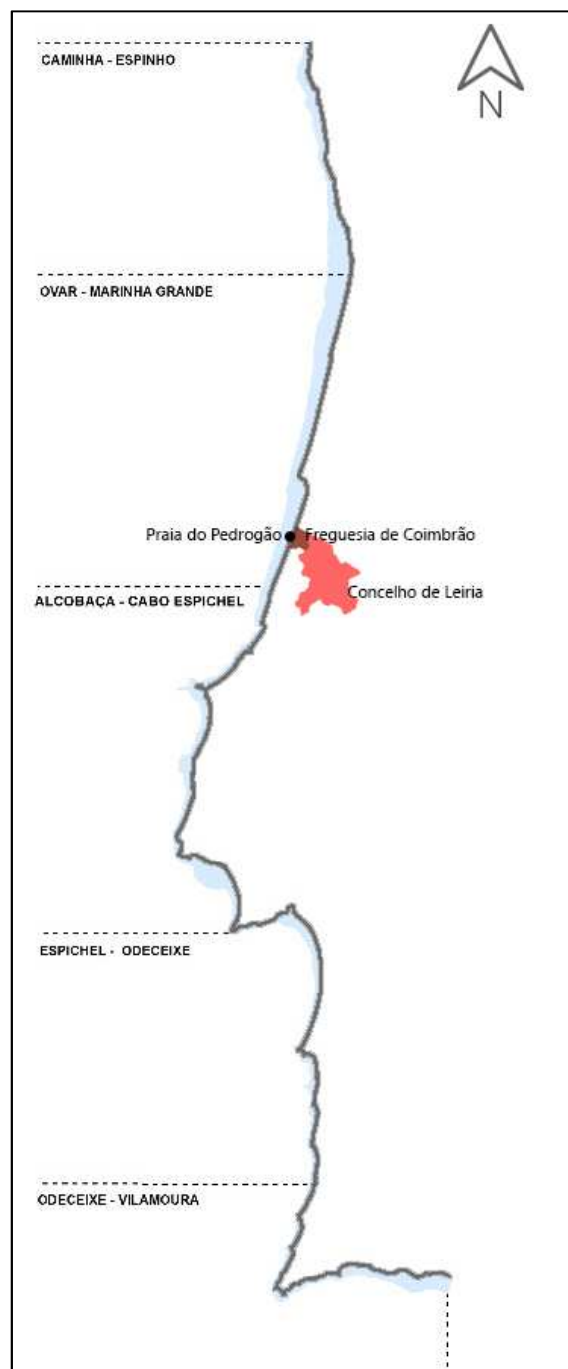 CAMINHA - ESPINHO
N
OVAR - MARINHA GRANDE
Praia do Pedrogão
Freguesia de Coimbrão
Concelho de Leiria
ALCOBAÇA - CABO ESPICHEL
ESPICHEL - ODECEIXE
ODECEIXE - VILAMOURA